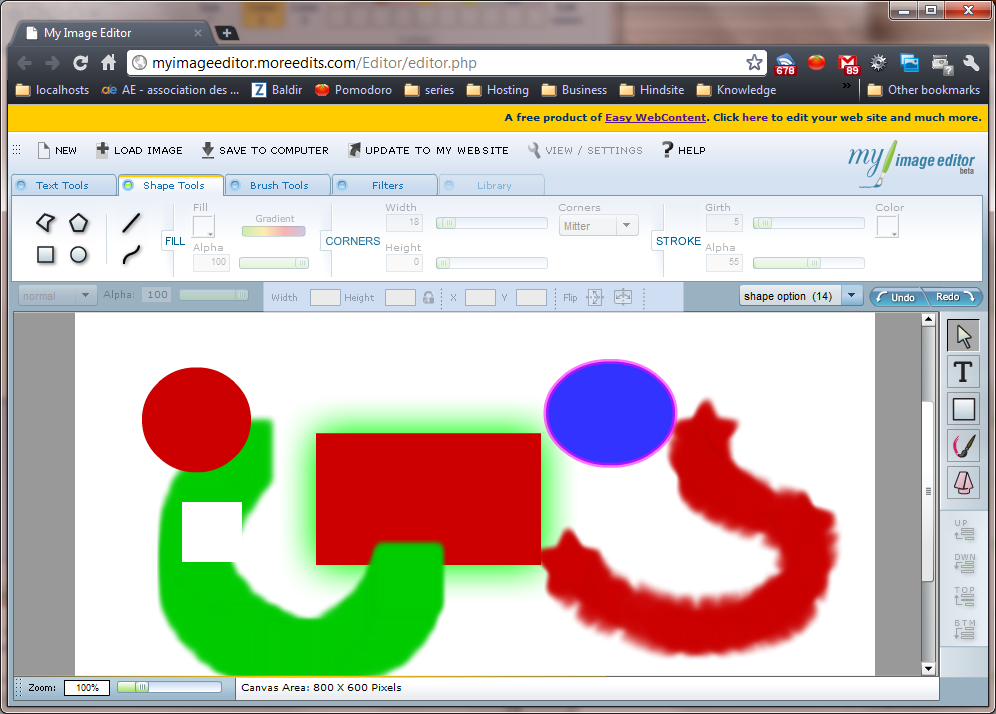 My Image Editor
myimageeditor.moreedits.com/Editor/editor.php
678
89
localhosts
ae AE - association des ...
Z Baldir
Pomodoro
series
Hosting
Business
Hindsite
Knowledge
»
Other bookmarks
A free product of Easy WebContent. Click here to edit your web site and much more.
NEW
LOAD IMAGE
SAVE TO COMPUTER
UPDATE TO MY WEBSITE
VIEW / SETTINGS
? HELP
my image editor
beta
Text Tools
Shape Tools
Brush Tools
Filters
Library
Fill
Gradient
Width
Corners
Girth
Color
18
Mitter
5
FILL
CORNERS
STROKE
Alpha
Height
Alpha
100
0
55
normal
Alpha:
100
Width
Height
X
Y
Flip
shape option (14)
Undo
Redo
T
UP
DWN
TOP
BTM
Zoom:
100%
Canvas Area: 800 X 600 Pixels